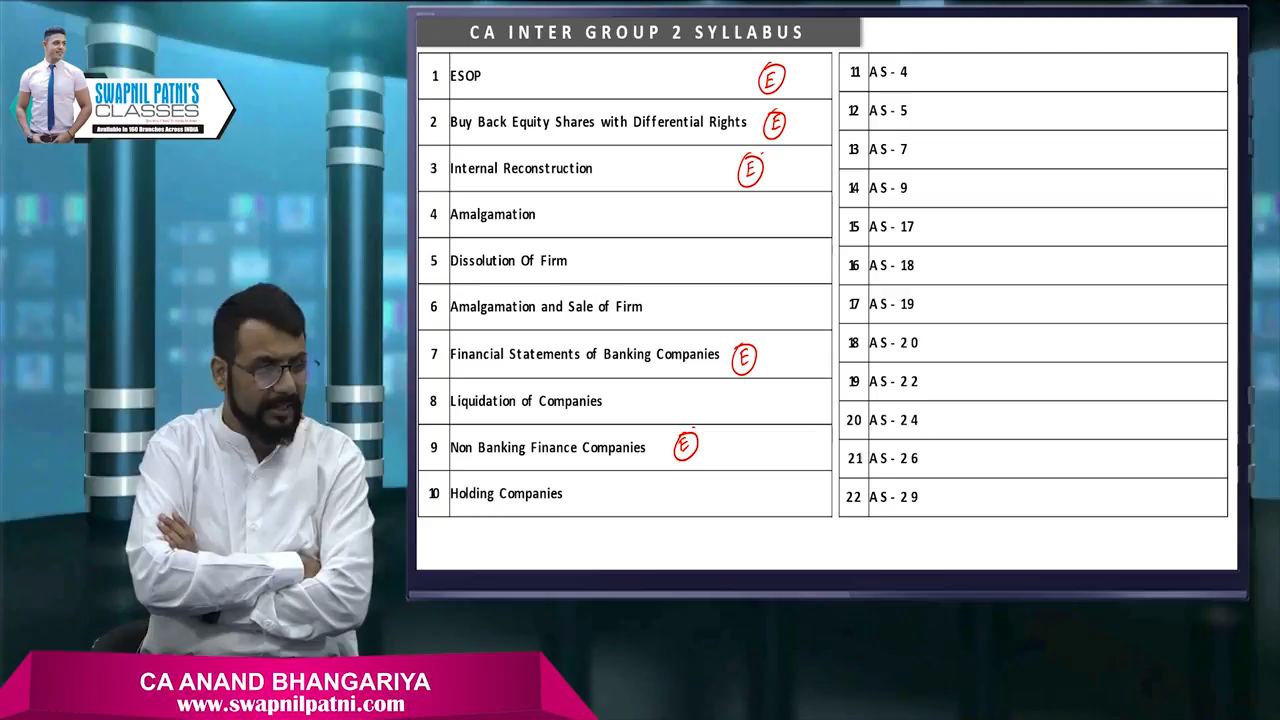 SWAPNIL PATNI'S
CLASSES
Available In 160 Branches Across INDIA
CA INTER GROUP 2 SYLLABUS
1 ESOP E
2 Buy Back Equity Shares with Differential Rights E
3 Internal Reconstruction E
4 Amalgamation
5 Dissolution Of Firm
6 Amalgamation and Sale of Firm
7 Financial Statements of Banking Companies E
8 Liquidation of Companies
9 Non Banking Finance Companies E
10 Holding Companies
11 AS - 4
12 AS - 5
13 AS - 7
14 AS - 9
15 AS - 17
16 AS - 18
17 AS - 19
18 AS - 20
19 AS - 22
20 AS - 24
21 AS - 26
22 AS - 29
CA ANAND BHANGARIYA
www.swapnilpatni.com